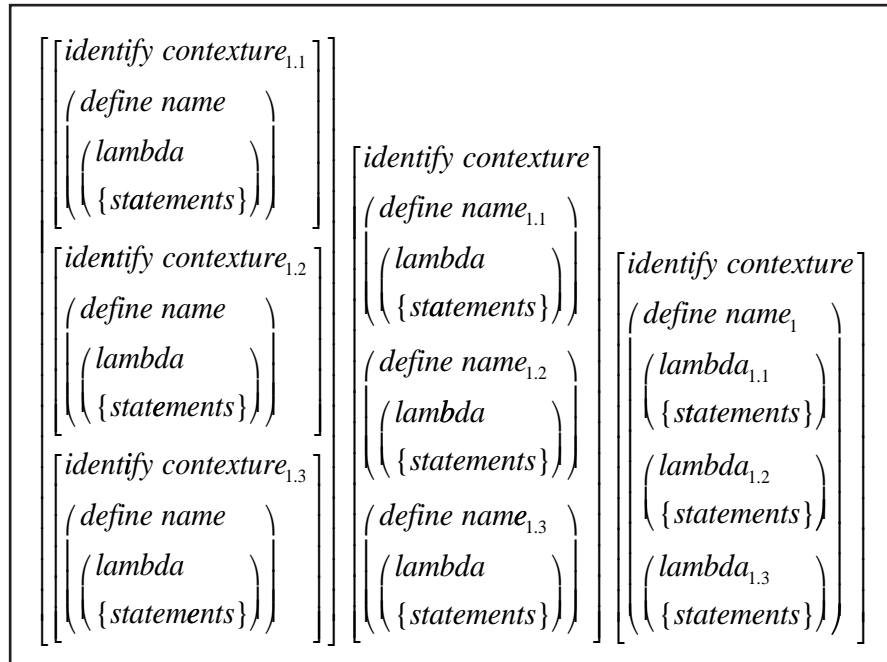 identify contexture1.1
define name
lambda
{statements}
identify contexture1.2
define name
lambda
{statements}
identify contexture1.3
define name
lambda
{statements}
identify contexture
define name1.1
lambda
{statements}
define name1.2
lambda
{statements}
define name1.3
lambda
{statements}
identify contexture
define name1
lambda1.1
{statements}
lambda1.2
{statements}
lambda1.3
{statements}